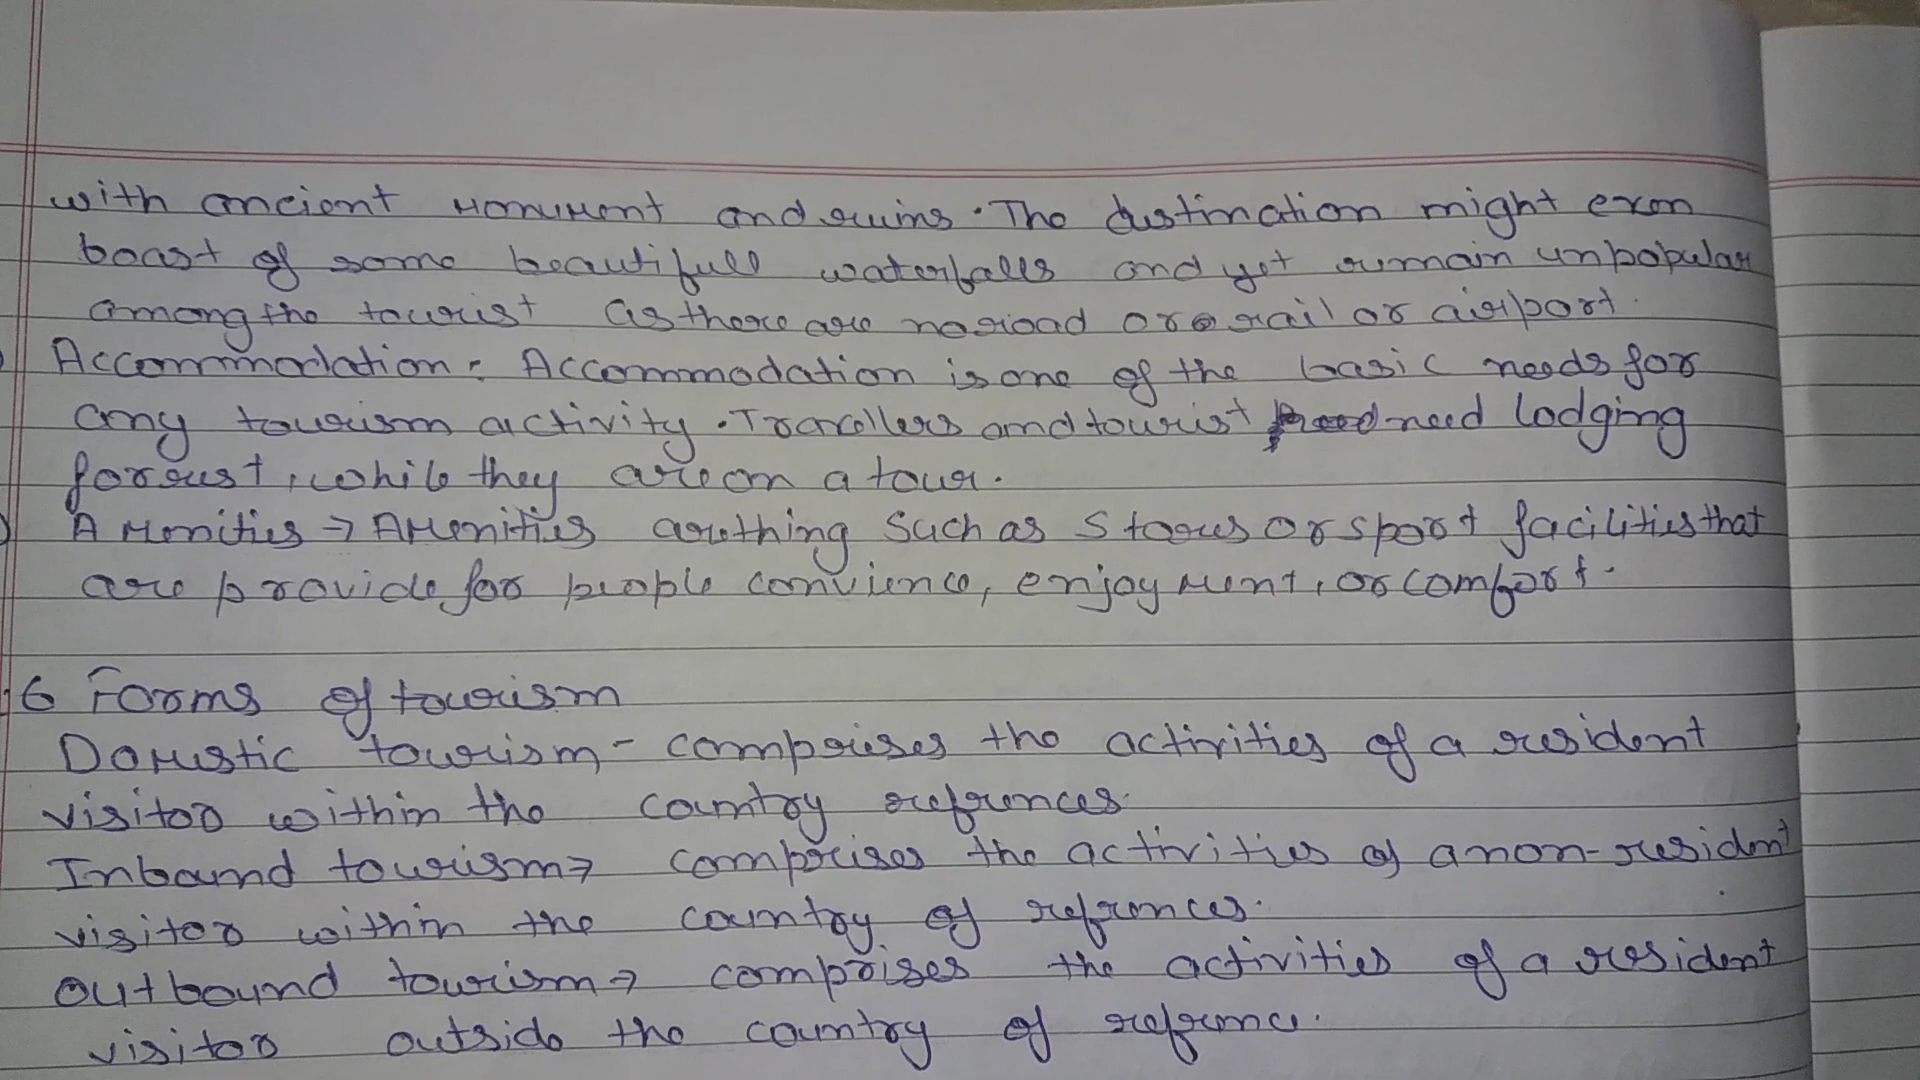 with ancient monument and ruins. The destination might even
boast of some beautifull waterfalls and yet remain unpopular
among the tourist as there are no road or rail or airport.
Accommodation - Accommodation is one of the basic needs for
any tourism activity. Travellers and tourist need lodging
for rest, while they are on a tour.
Amenities → Amenities are thing such as stores or sport facilities that
are provide for people convience, enjoyment, or comfort.
6 Forms of tourism
Domestic tourism - comprises the activities of a resident
visitor within the country references.
Inbound tourism → comprises the activities of a non-resident
visitor within the country of references.
outbound tourism → comprises the activities of a resident
visitor outside the country of reference.